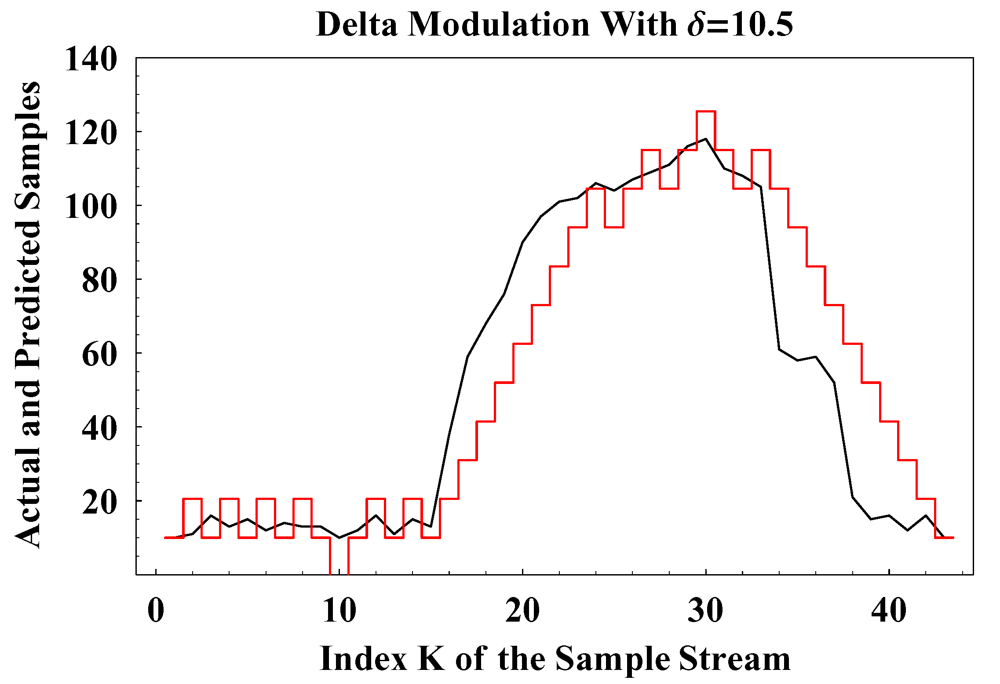 Delta Modulation With δ=10.5
Actual and Predicted Samples
140
120
100
80
60
40
20
0 10 20 30 40
Index K of the Sample Stream